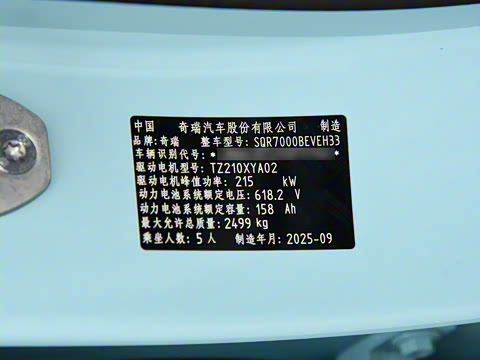 中国 奇瑞汽车股份有限公司 制造
品牌: 奇瑞 整车型号: SQR7000BEVEH33
车辆识别代号: * *
驱动电机型号: TZ210XYA02
驱动电机峰值功率: 215 kW
动力电池系统额定电压: 618.2 V
动力电池系统额定容量: 158 Ah
最大允许总质量: 2499 kg
乘坐人数: 5 人 制造年月: 2025-09